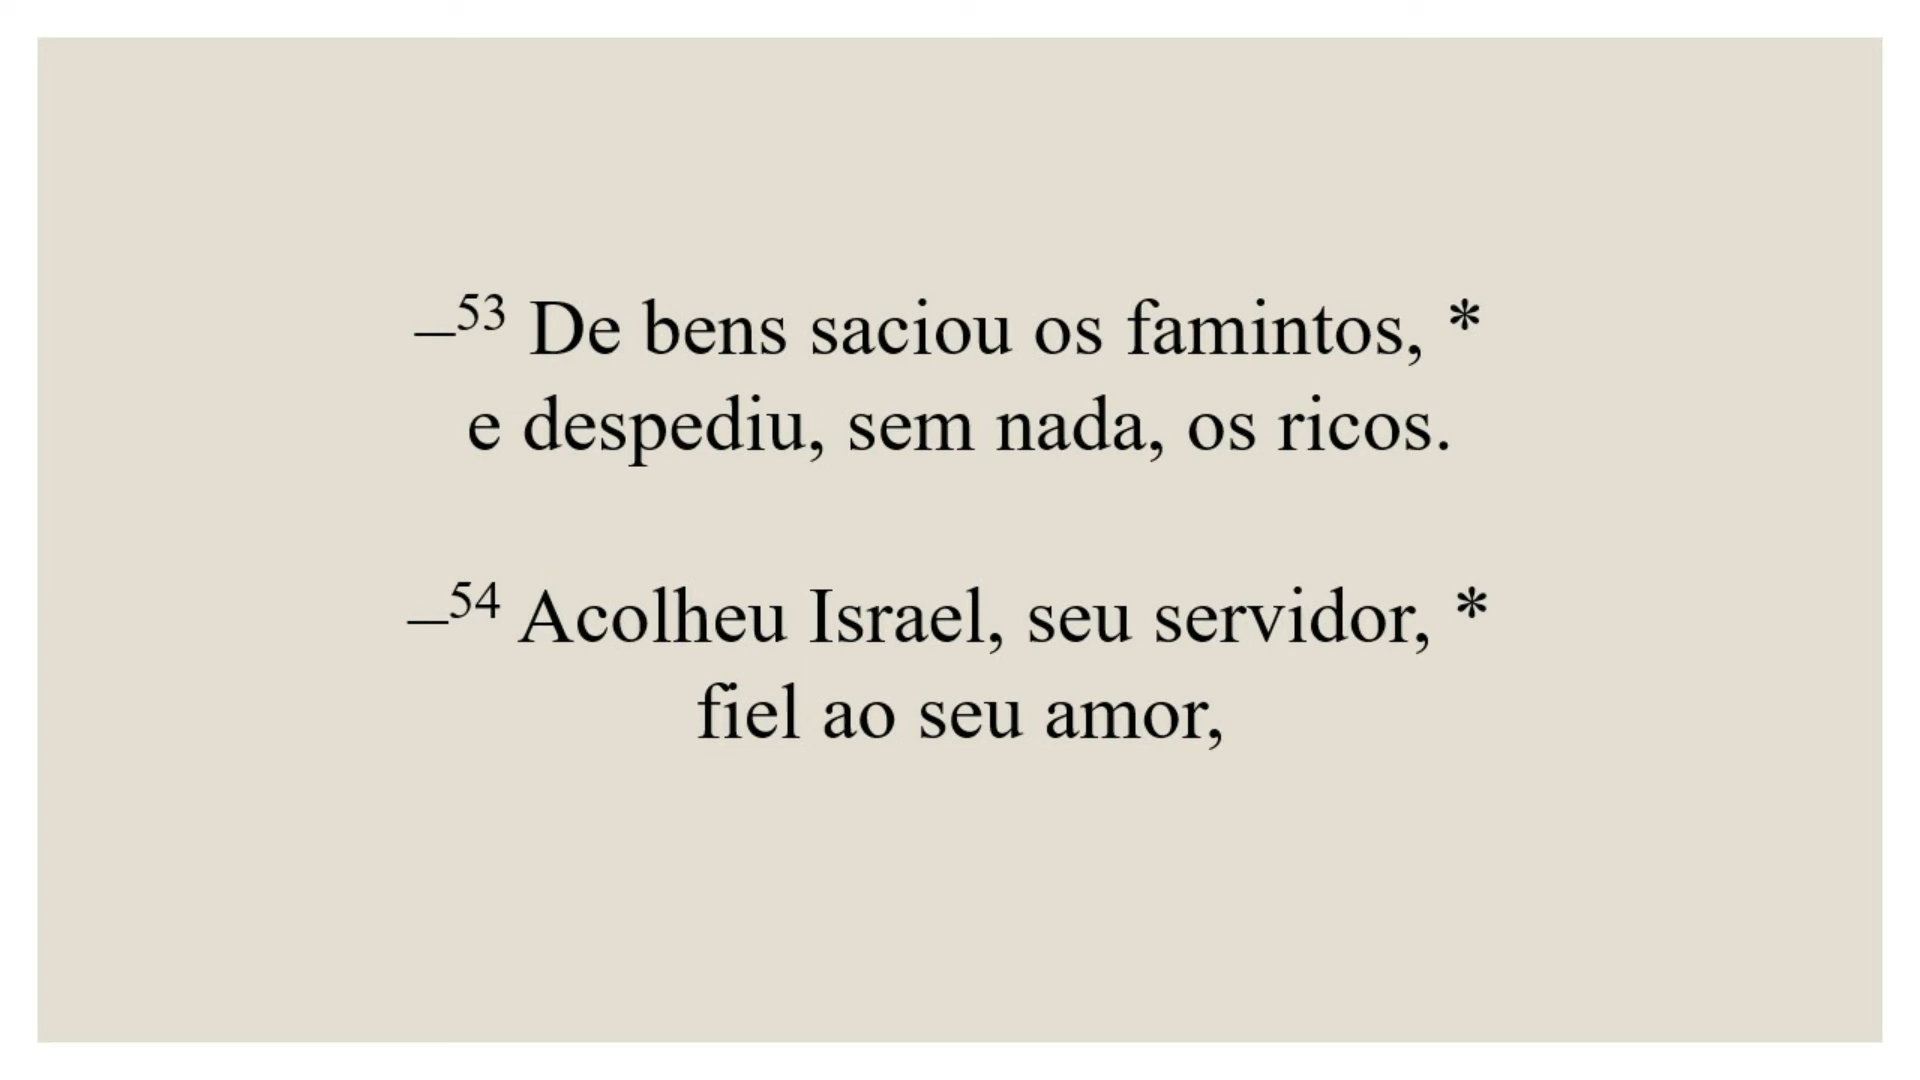 –53 De bens saciou os famintos, *
e despediu, sem nada, os ricos.
–54 Acolheu Israel, seu servidor, *
fiel ao seu amor,